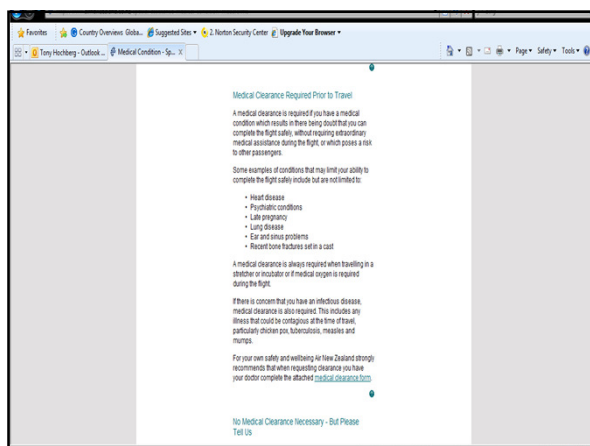 Favorites Country Overviews Globa... Suggested Sites 2. Norton Security Center Upgrade Your Browser
Tony Hochberg - Outlook ... Medical Condition - Sp... X Page Safety Tools
Medical Clearance Required Prior to Travel
A medical clearance is required if you have a medical
condition which results in there being doubt that you can
complete the flight safely, without requiring extraordinary
medical assistance during the flight, or which poses a risk
to other passengers.
Some examples of conditions that may limit your ability to
complete the flight safely include but are not limited to:
• Heart disease
• Psychiatric conditions
• Late pregnancy
• Lung disease
• Ear and sinus problems
• Recent bone fractures set in a cast
A medical clearance is always required when travelling in a
stretcher or incubator or if medical oxygen is required
during the flight.
If there is concern that you have an infectious disease,
medical clearance is also required. This includes any
illness that could be contagious at the time of travel,
particularly chicken pox, tuberculosis, measles and
mumps.
For your own safety and wellbeing Air New Zealand strongly
recommends that when requesting clearance you have
your doctor complete the attached medical clearance form.
No Medical Clearance Necessary - But Please
Tell Us